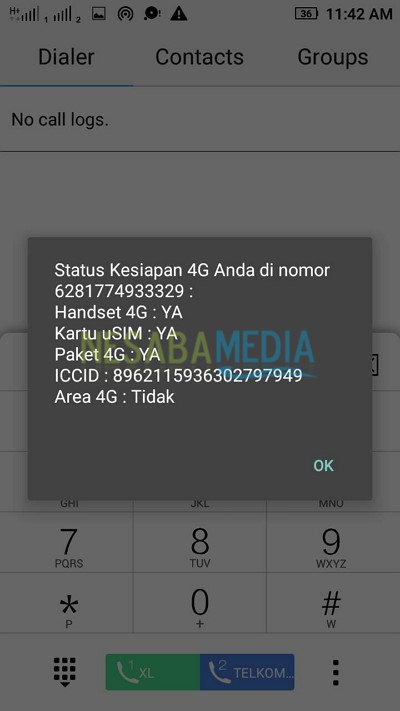 H+ 1 2 36 11:42 AM
Dialer Contacts Groups
No call logs.
Status Kesiapan 4G Anda di nomor
6281774933329 :
Handset 4G : YA
Kartu uSIM : YA
Paket 4G : YA
NESABAMEDIA
ICCID : 8962115936302797949
Area 4G : Tidak
OK
GHI JKL MNO
7 8 9
PQRS TUV WXYZ
* 0 #
P + W
1 XL 2 TELKOM...